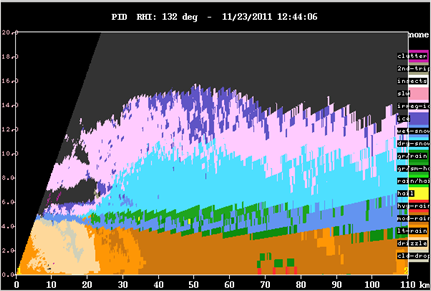 PID RHI: 132 deg - 11/23/2011 12:44:06
none
clutter
2nd-trip
insects
irreg-ic
ice
wet-snow
dry-snow
gr/rain
gr/sm-ha
rain/hai
hail
hvy-rain
mod-rain
lt-rain
drizzle
cld-drop
20.0
18.0
16.0
14.0
12.0
10.0
8.0
6.0
4.0
2.0
0.0
0 10 20 30 40 50 60 70 80 90 100 110 km